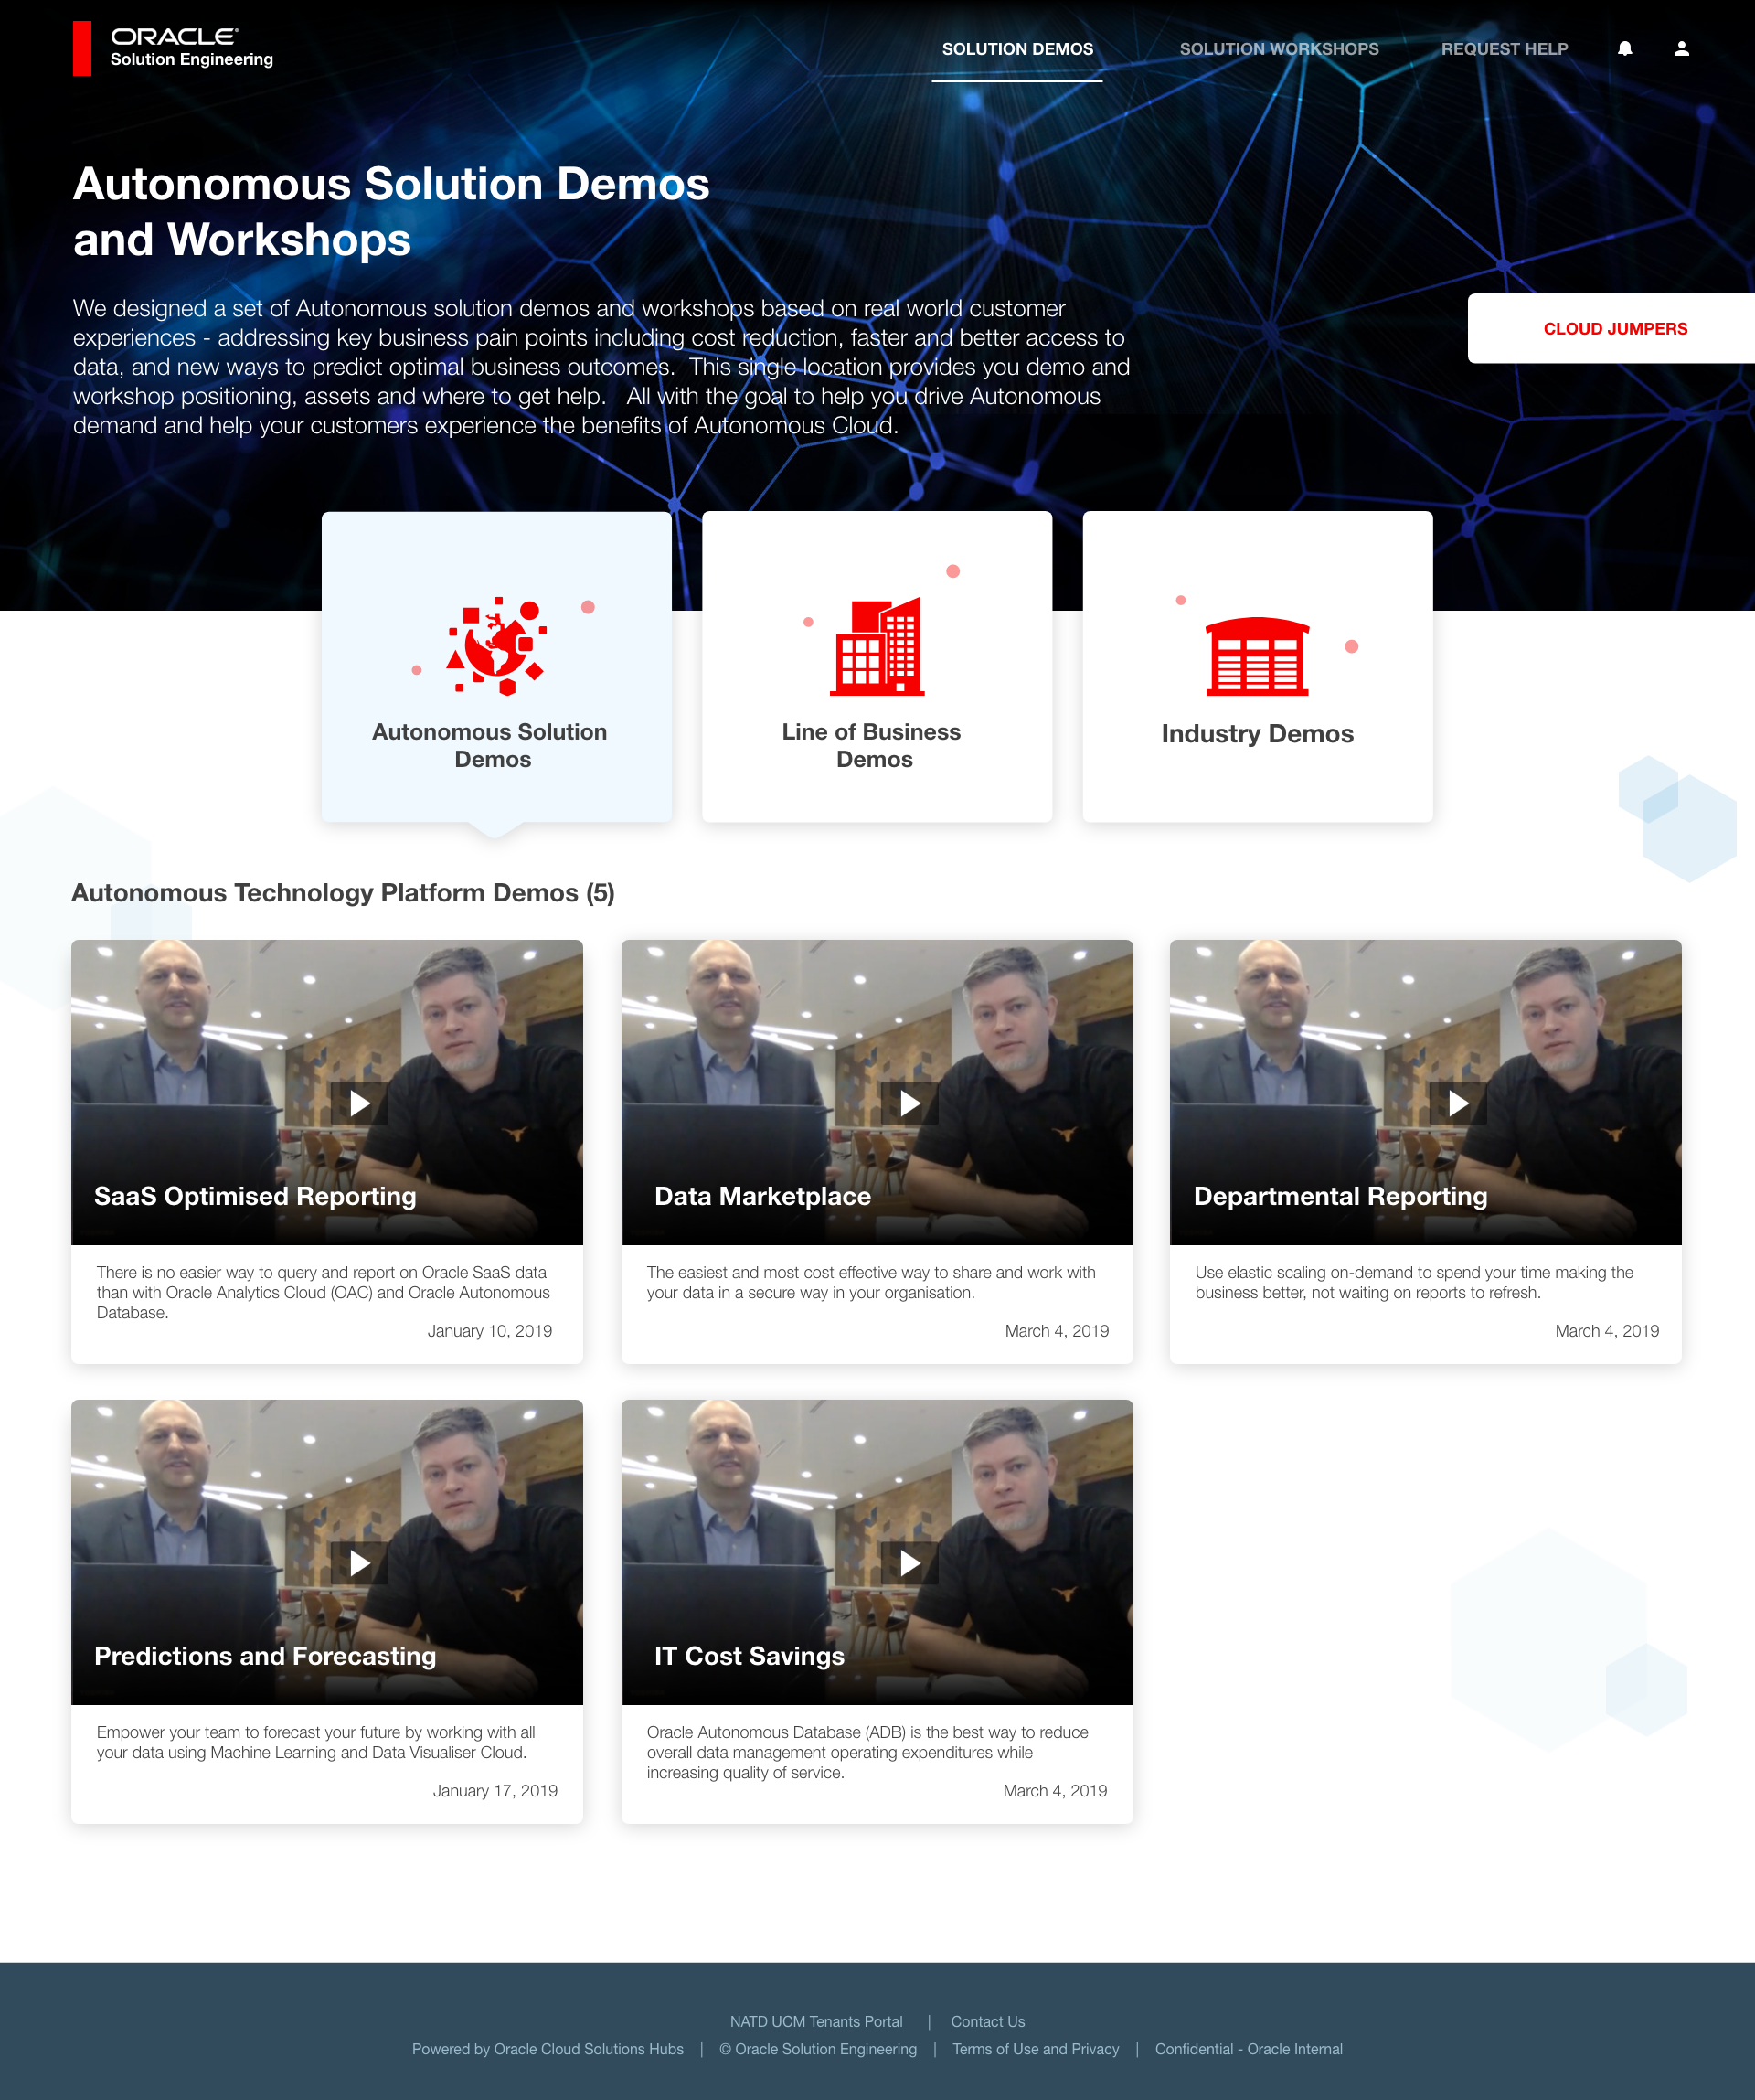 ORACLE
Solution Engineering
SOLUTION DEMOS
SOLUTION WORKSHOPS
REQUEST HELP
Autonomous Solution Demos
and Workshops
We designed a set of Autonomous solution demos and workshops based on real world customer
experiences - addressing key business pain points including cost reduction, faster and better access to
data, and new ways to predict optimal business outcomes. This single location provides you demo and
workshop positioning, assets and where to get help. All with the goal to help you drive Autonomous
demand and help your customers experience the benefits of Autonomous Cloud.
CLOUD JUMPERS
Autonomous Solution
Demos
Line of Business
Demos
Industry Demos
Autonomous Technology Platform Demos (5)
SaaS Optimised Reporting
There is no easier way to query and report on Oracle SaaS data
than with Oracle Analytics Cloud (OAC) and Oracle Autonomous
Database.
January 10, 2019
Data Marketplace
The easiest and most cost effective way to share and work with
your data in a secure way in your organisation.
March 4, 2019
Departmental Reporting
Use elastic scaling on-demand to spend your time making the
business better, not waiting on reports to refresh.
March 4, 2019
Predictions and Forecasting
Empower your team to forecast your future by working with all
your data using Machine Learning and Data Visualiser Cloud.
January 17, 2019
IT Cost Savings
Oracle Autonomous Database (ADB) is the best way to reduce
overall data management operating expenditures while
increasing quality of service.
March 4, 2019
NATD UCM Tenants Portal | Contact Us
Powered by Oracle Cloud Solutions Hubs | © Oracle Solution Engineering | Terms of Use and Privacy | Confidential - Oracle Internal